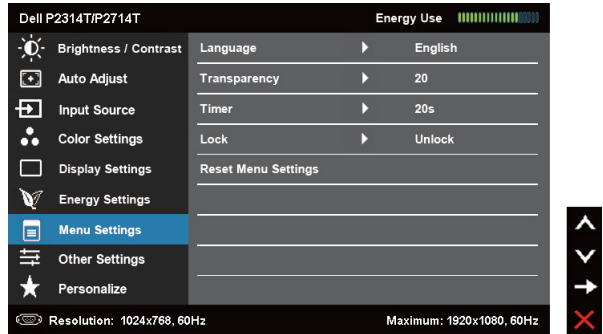 Dell P2314T/P2714T Energy Use
Brightness / Contrast Language English
Auto Adjust Transparency 20
Input Source Timer 20s
Color Settings Lock Unlock
Display Settings Reset Menu Settings
Energy Settings
Menu Settings
Other Settings
Personalize
Resolution: 1024x768, 60Hz Maximum: 1920x1080, 60Hz